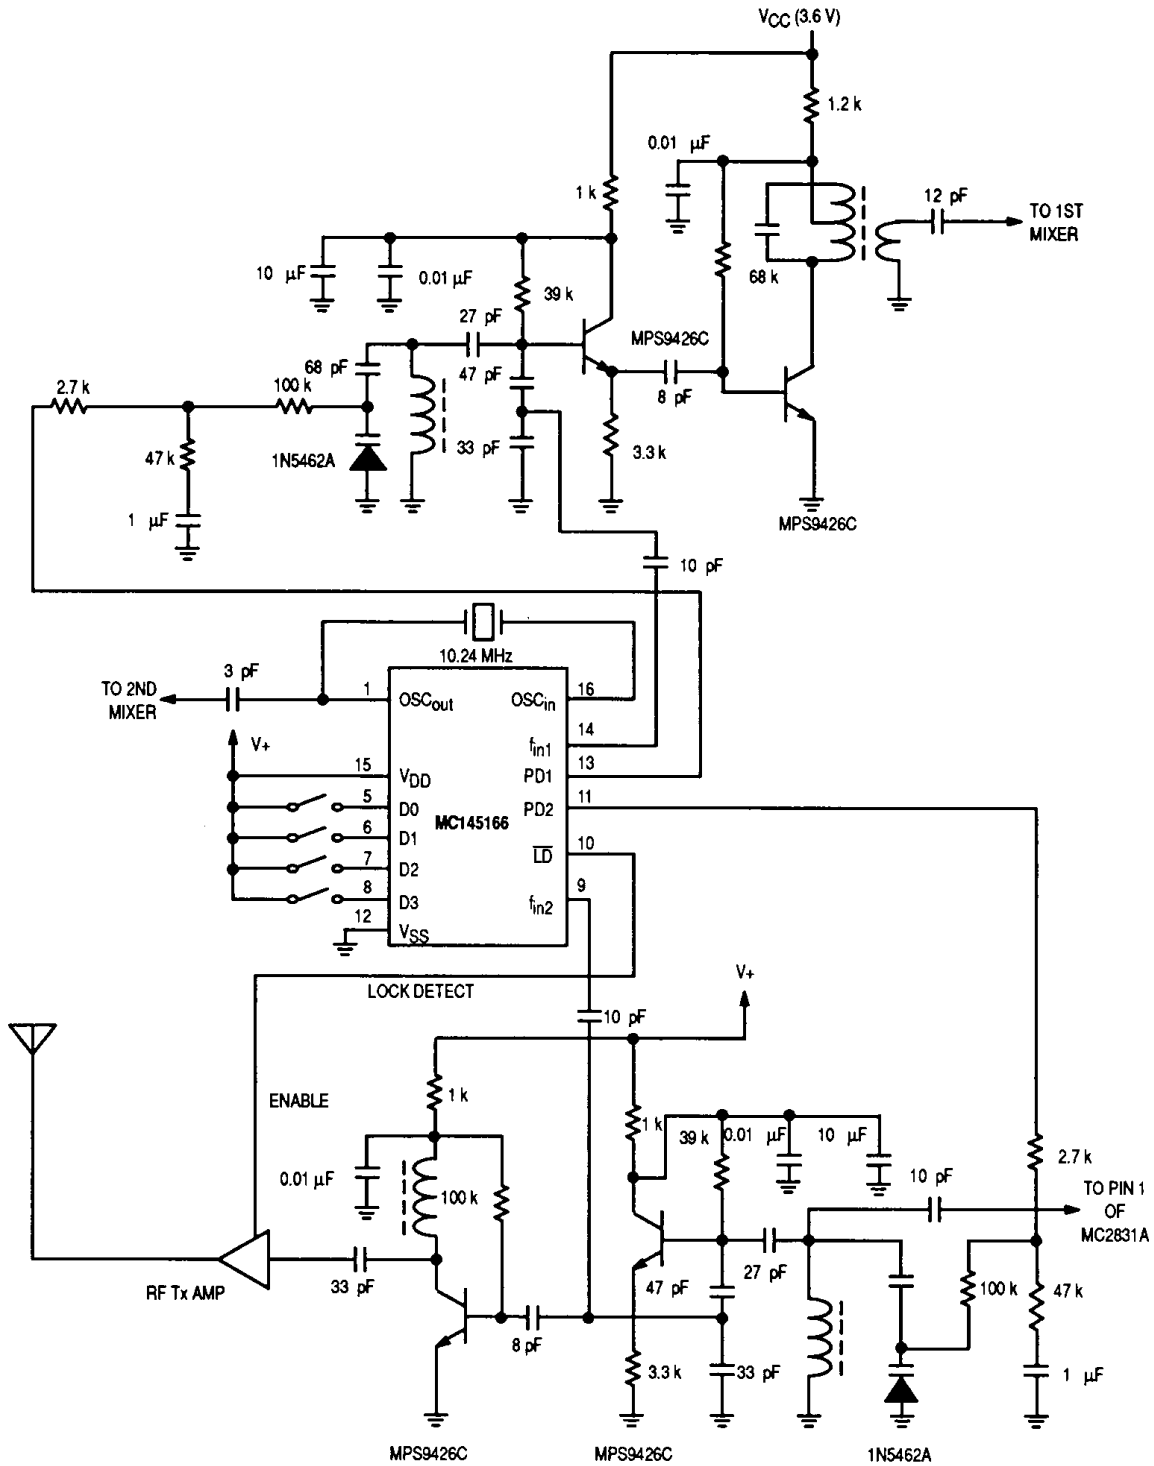 VCC (3.6 V)
1.2 k
0.01 µF
1 k
12 pF
TO 1ST
MIXER
10 µF
0.01 µF
39 k
68 k
27 pF
MPS9426C
68 pF
47 pF
8 pF
2.7 k
100 k
47 k
1N5462A
33 pF
3.3 k
1 µF
MPS9426C
10 pF
10.24 MHz
3 pF
TO 2ND
MIXER
1
OSCout
OSCin
16
V+
14
fin1
15
VDD
PD1
13
5
D0
MC145166
PD2
11
6
D1
7
D2
LD
10
8
D3
fin2
9
12
VSS
LOCK DETECT
V+
10 pF
ENABLE
1 k
1 k
39 k
0.01 µF
10 µF
2.7 k
0.01 µF
100 k
10 pF
TO PIN 1
OF
MC2831A
RF Tx AMP
33 pF
47 pF
27 pF
100 k
47 k
8 pF
3.3 k
33 pF
1 µF
MPS9426C
MPS9426C
1N5462A